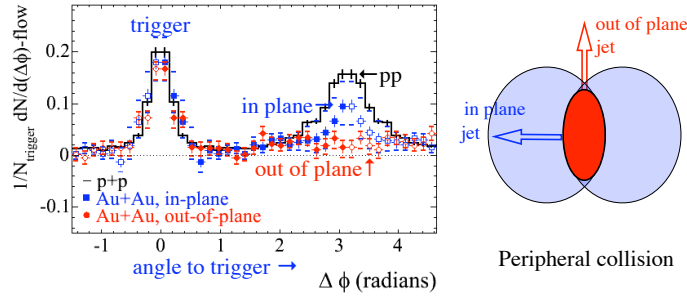 trigger
1/N_trigger dN/d(Δϕ)-flow
0.2
0.1
0
-0.1
pp
in plane
out of plane
p+p
Au+Au, in-plane
Au+Au, out-of-plane
-1 0 1 2 3 4
angle to trigger → Δ ϕ (radians)
out of plane
jet
in plane
jet
Peripheral collision